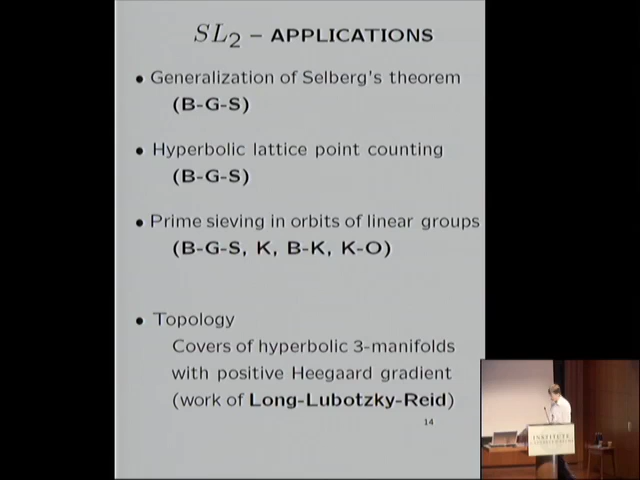 SL2 – APPLICATIONS
• Generalization of Selberg's theorem
(B-G-S)
• Hyperbolic lattice point counting
(B-G-S)
• Prime sieving in orbits of linear groups
(B-G-S, K, B-K, K-O)
• Topology
Covers of hyperbolic 3-manifolds
with positive Heegaard gradient
(work of Long-Lubotzky-Reid)
14
INSTITUTE